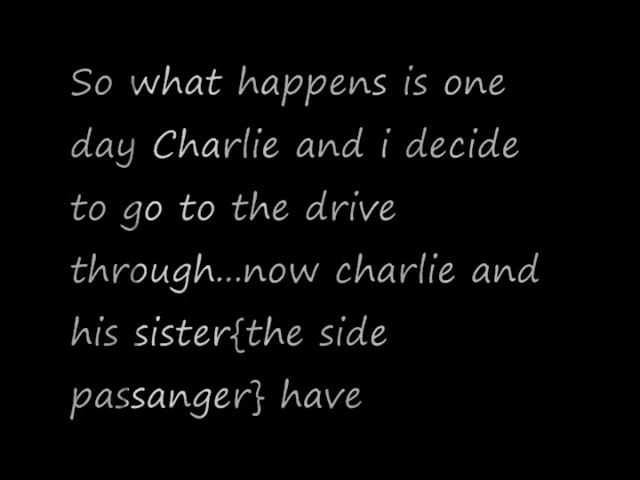 So what happens is one
day Charlie and i decide
to go to the drive
through...now charlie and
his sister{the side
passanger} have